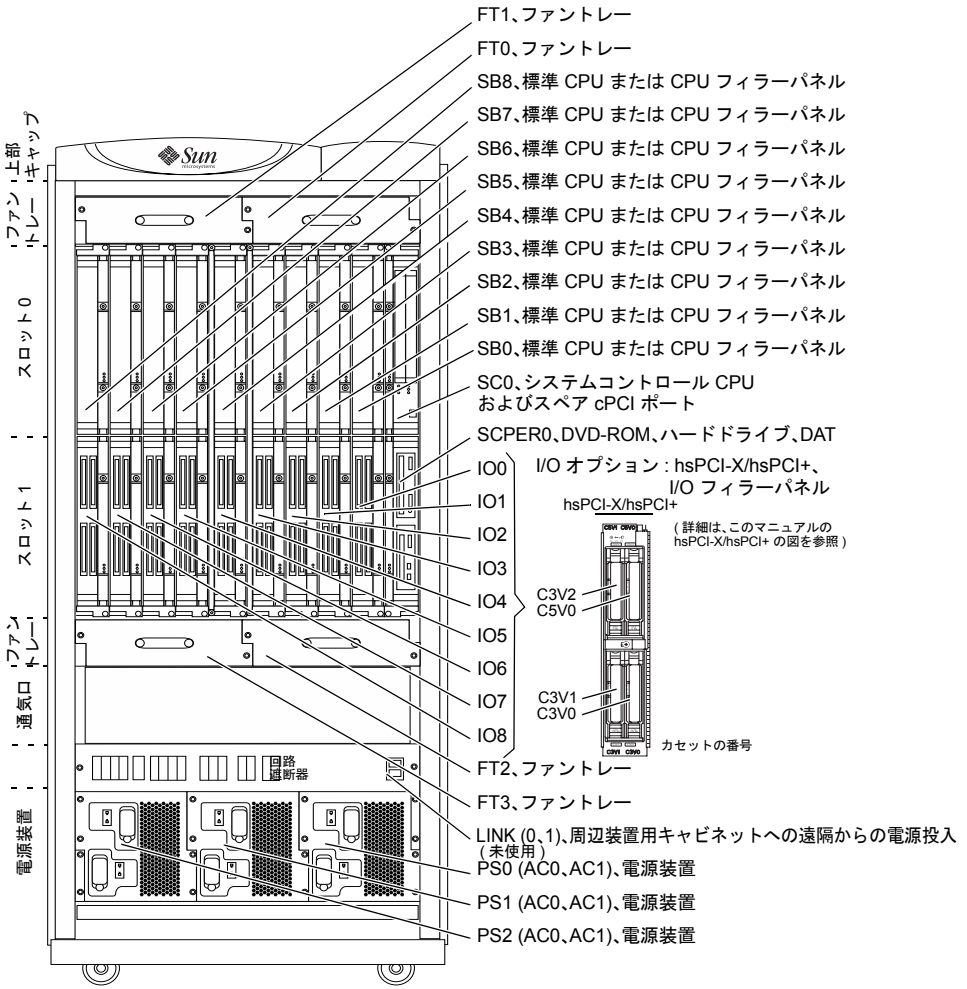 FT1、ファントレー
FT0、ファントレー
SB8、標準 CPU または CPU フィラーパネル
SB7、標準 CPU または CPU フィラーパネル
SB6、標準 CPU または CPU フィラーパネル
SB5、標準 CPU または CPU フィラーパネル
SB4、標準 CPU または CPU フィラーパネル
SB3、標準 CPU または CPU フィラーパネル
SB2、標準 CPU または CPU フィラーパネル
SB1、標準 CPU または CPU フィラーパネル
SB0、標準 CPU または CPU フィラーパネル
SC0、システムコントロール CPU
およびスペア cPCI ポート
SCPER0、DVD-ROM、ハードドライブ、DAT
IO0
IO1
IO2
IO3
IO4
IO5
IO6
IO7
IO8
I/O オプション : hsPCI-X/hsPCI+、
I/O フィラーパネル
hsPCI-X/hsPCI+
( 詳細は、このマニュアルの
hsPCI-X/hsPCI+ の図を参照 )
C5V1 C5V0
C3V2
C5V0
C3V1
C3V0
C3V1 C3V0
カセットの番号
FT2、ファントレー
FT3、ファントレー
LINK (0、1)、周辺装置用キャビネットへの遠隔からの電源投入
( 未使用 )
PS0 (AC0、AC1)、電源装置
PS1 (AC0、AC1)、電源装置
PS2 (AC0、AC1)、電源装置
上部
キャップ
ファン
トレー
スロット 0
スロット 1
ファン
トレー
通気口
電源装置
Sun
microsystems
回路
遮断器